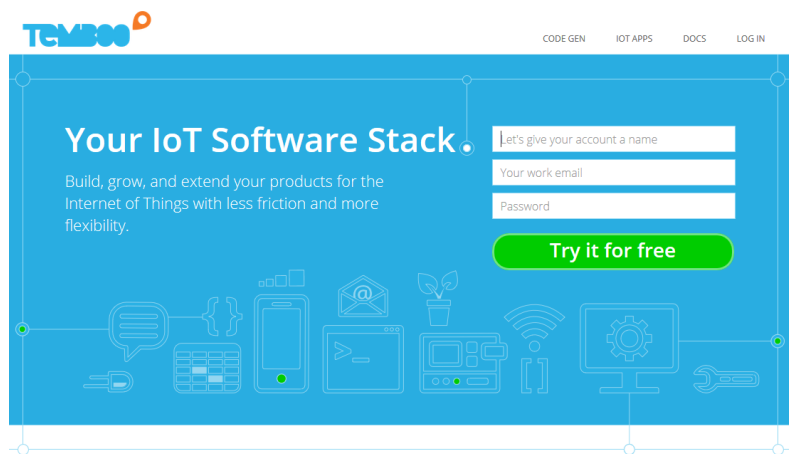 TEMBOO
CODE GEN IOT APPS DOCS LOG IN
Your IoT Software Stack
Build, grow, and extend your products for the
Internet of Things with less friction and more
flexibility.
Let's give your account a name
Your work email
Password
Try it for free
@
{ }
>_
[ ]